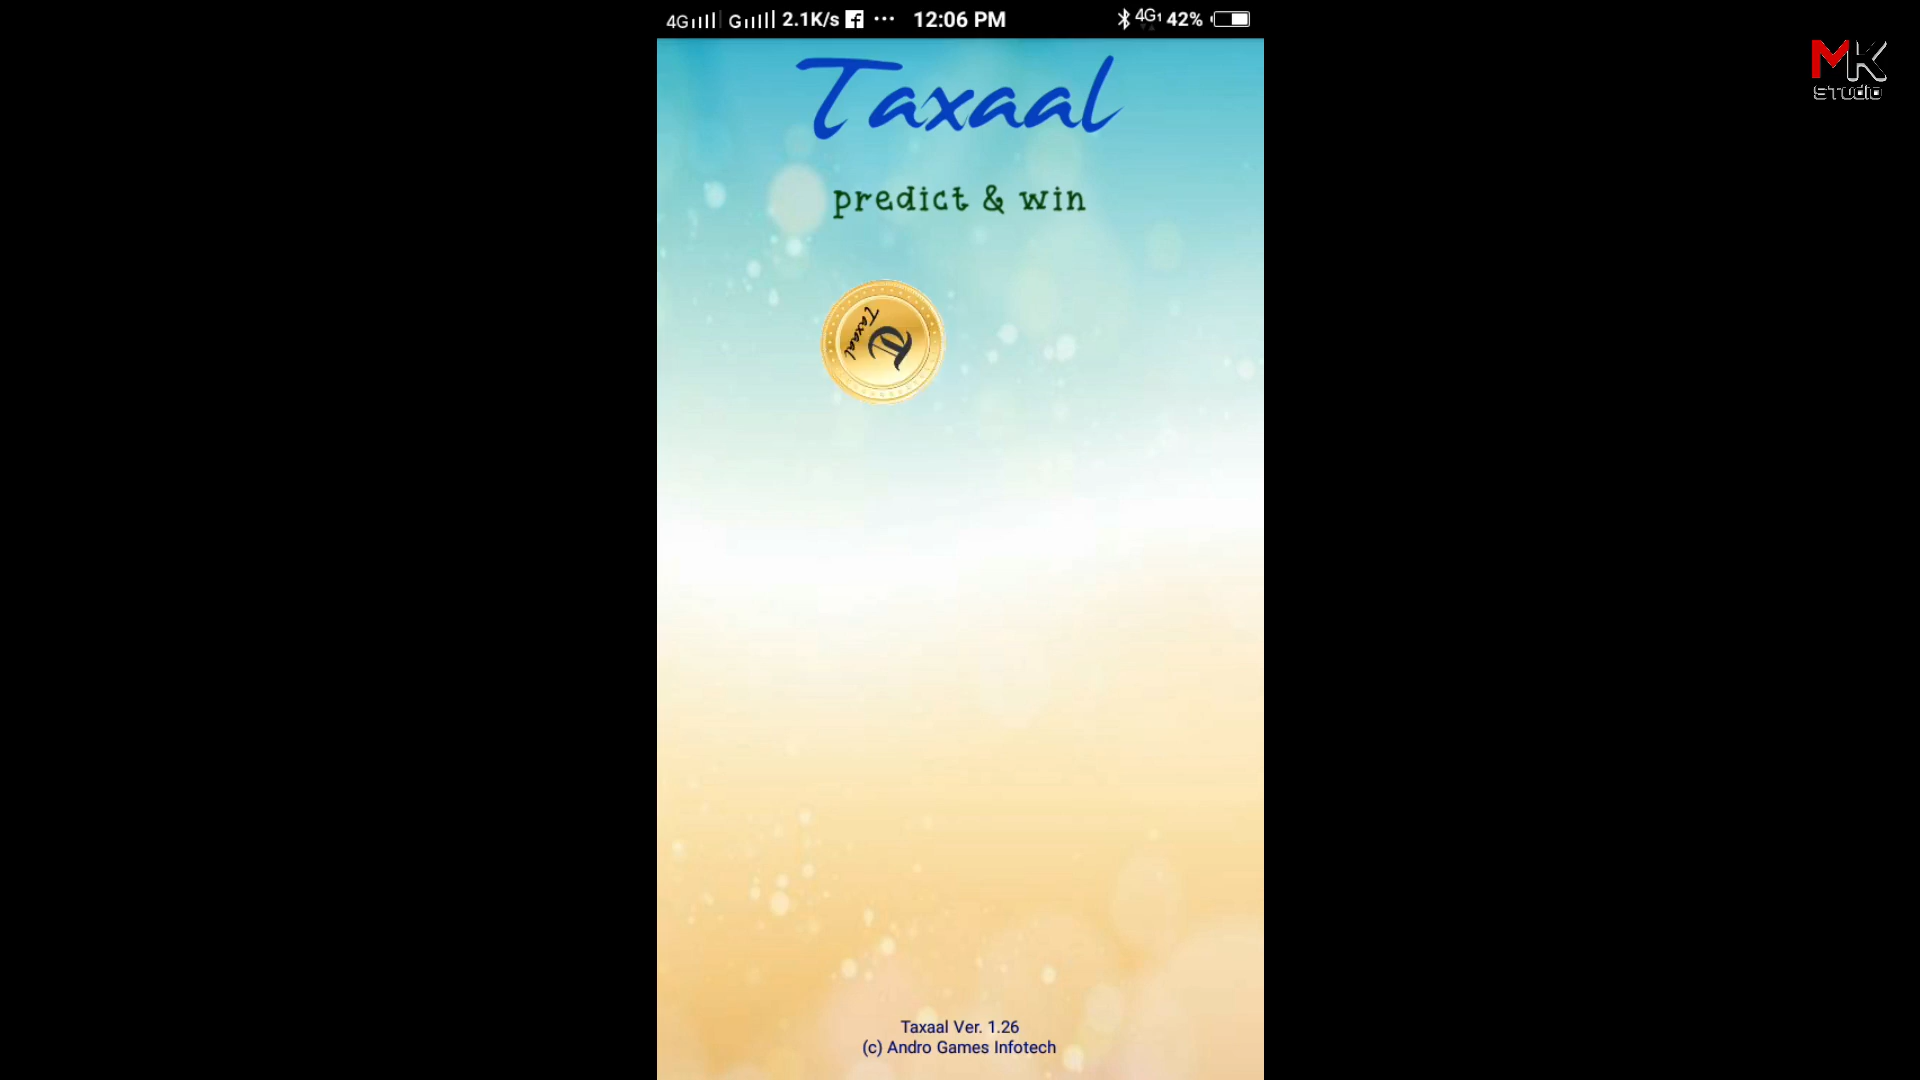 4G G 2.1K/s 12:06 PM 4G 42%
MK
STUDIO
Taxaal
predict & win
T
Taxaal
Taxaal Ver. 1.26
(c) Andro Games Infotech